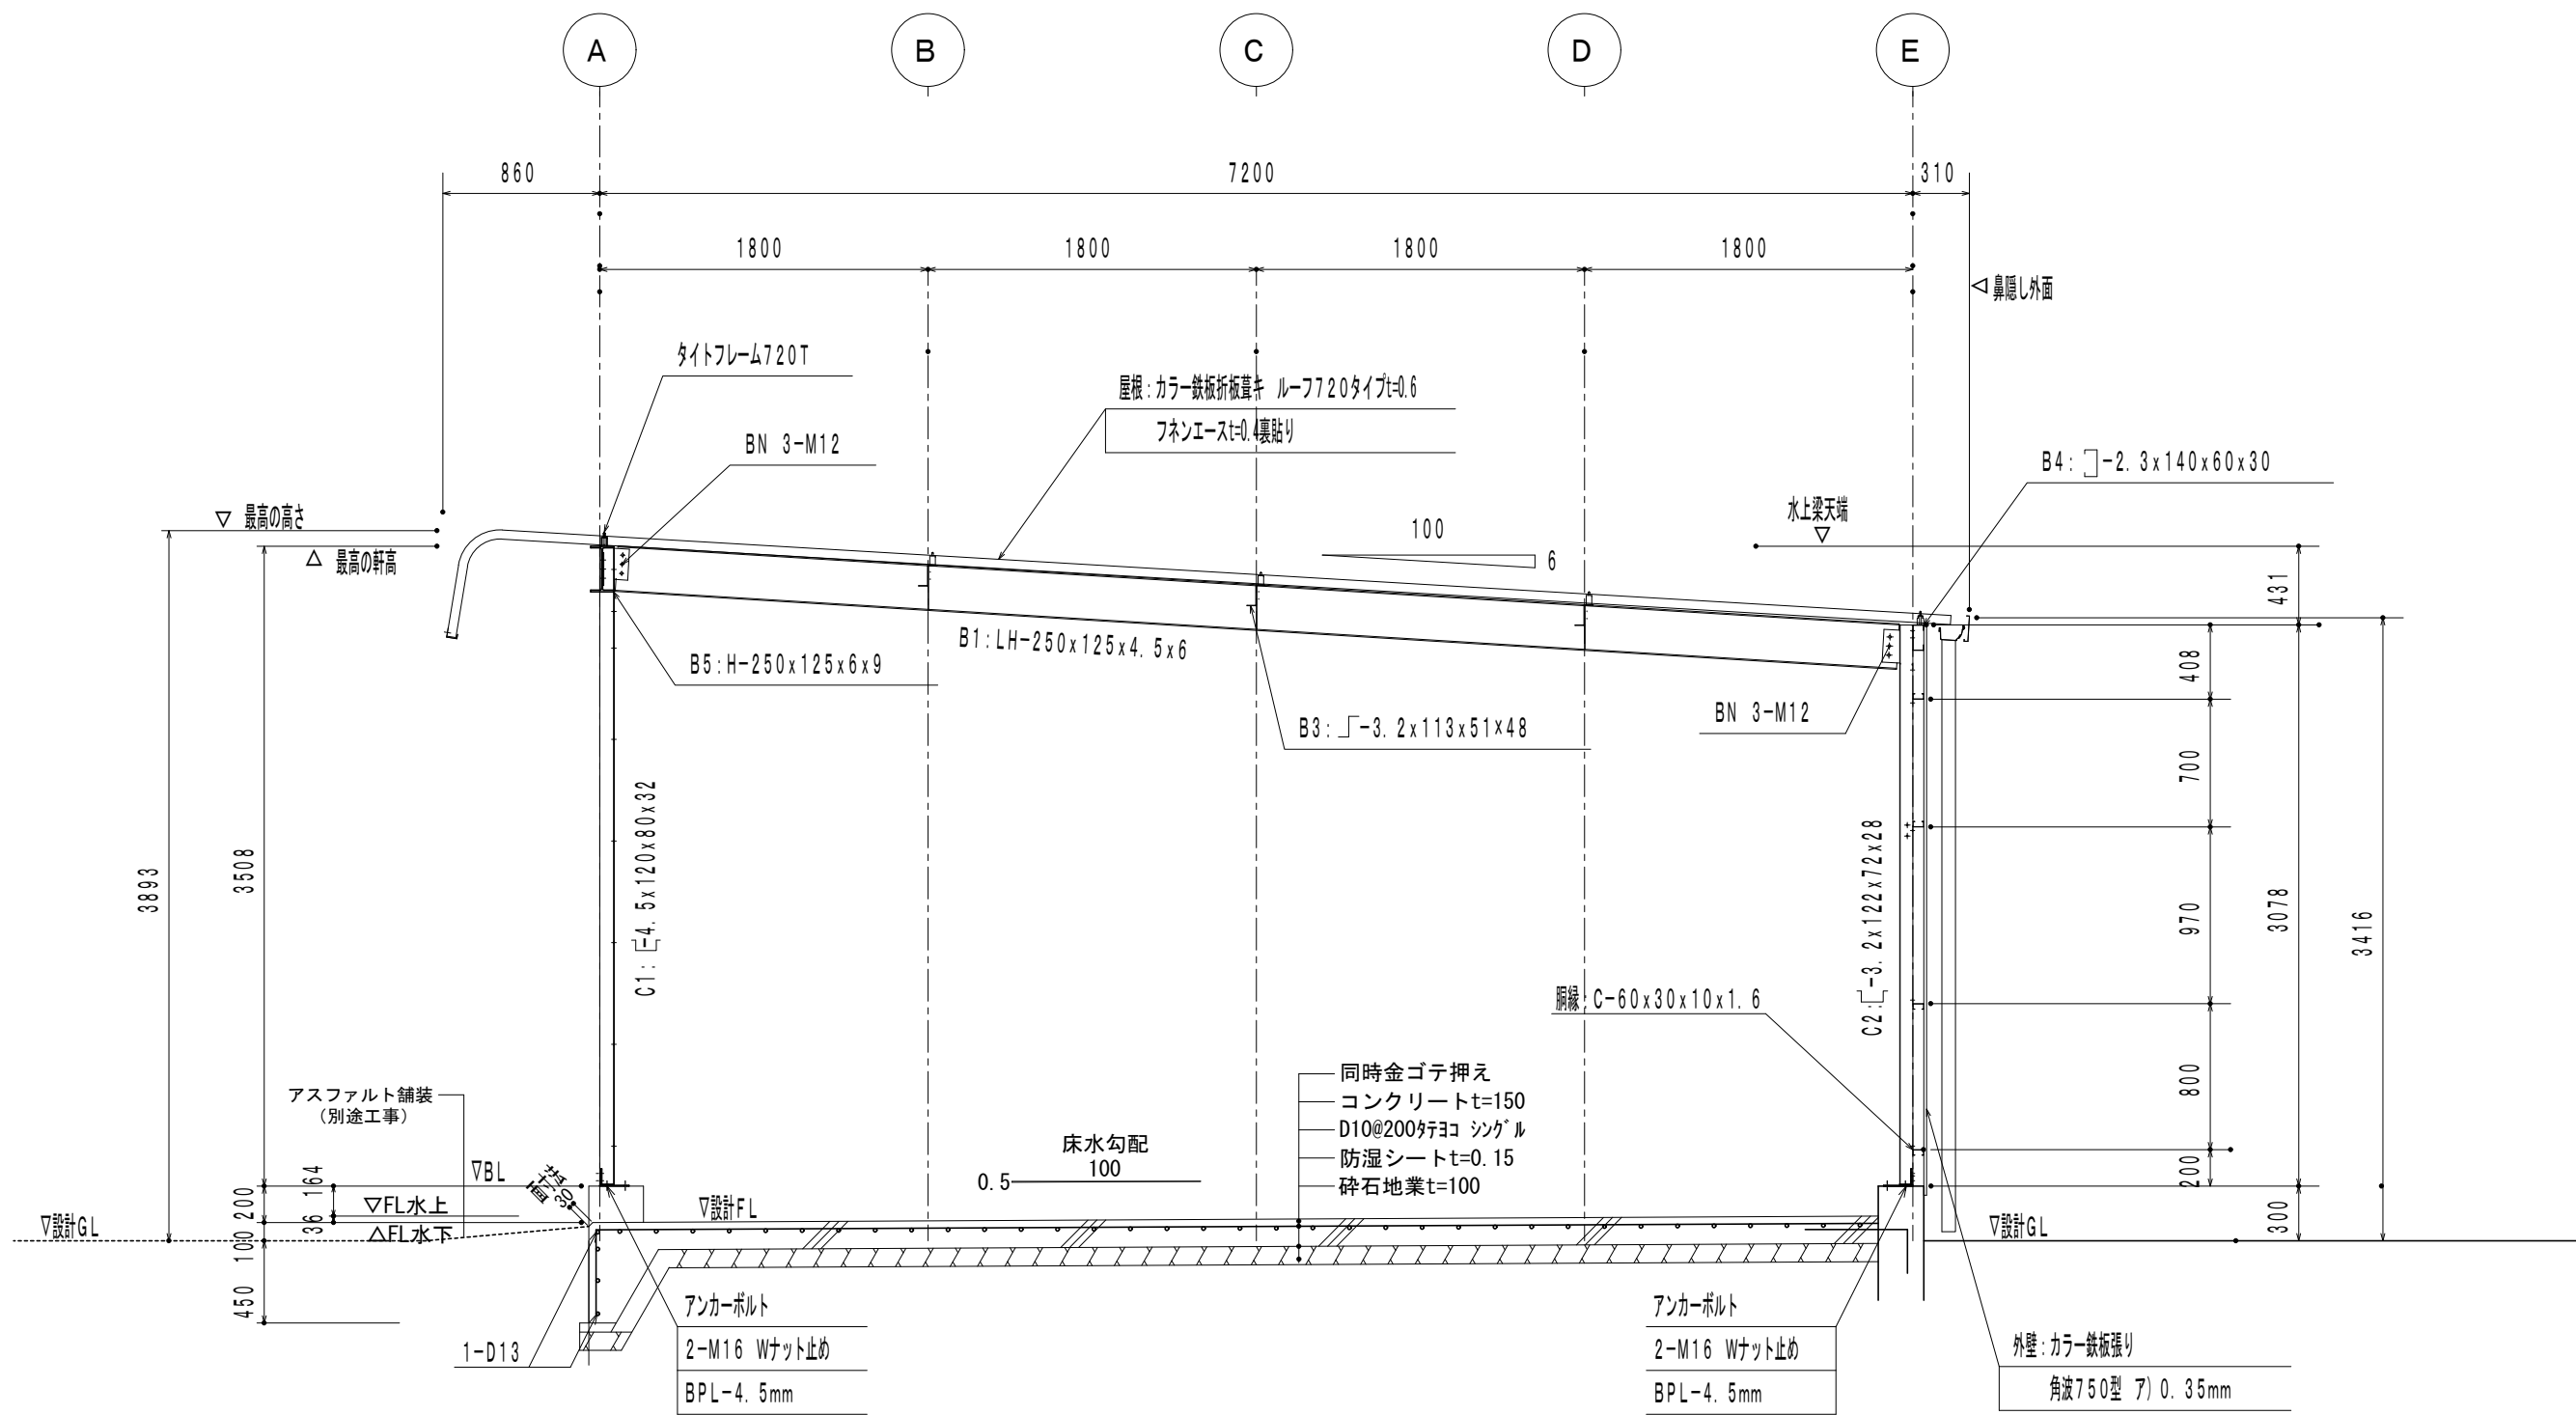 A
B
C
D
E
860
7200
310
1800
1800
1800
1800
◁ 鼻隠し外面
タイトフレーム720T
屋根:カラー鉄板折板葺キ ルーフ720タイプt=0.6
フネンエースt=0.4裏貼り
BN 3-M12
B4:-2.3x140x60x30
▽ 最高の高さ
△ 最高の軒高
水上梁天端
▽
100
6
431
408
B1:LH-250x125x4.5x6
B5:H-250x125x6x9
BN 3-M12
B3:-3.2x113x51×48
700
3893
3508
C1:-4.5x120x80x32
C2:-3.2x122x72x28
970
3078
3416
胴縁:C-60x30x10x1.6
同時金ゴテ押え
コンクリートt=150
D10@200タテヨコ シングル
防湿シートt=0.15
砕石地業t=100
800
アスファルト舗装
(別途工事)
床水勾配
100
0.5
▽BL
164
36
200
100
450
面サキ30
▽FL水上
△FL水下
▽設計GL
▽設計FL
200
300
▽設計GL
1-D13
アンカーボルト
2-M16 Wナット止め
BPL-4.5mm
アンカーボルト
2-M16 Wナット止め
BPL-4.5mm
外壁:カラー鉄板張り
角波750型 ア)0.35mm